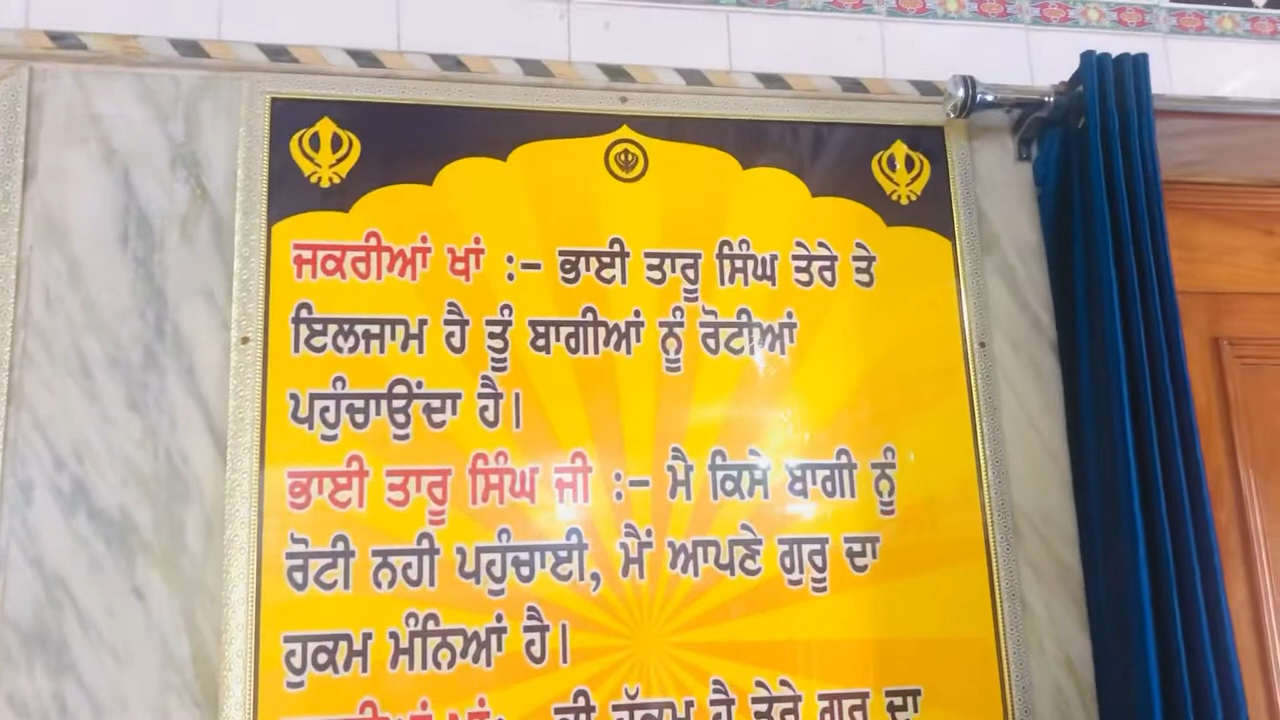 ਜਕਰੀਆਂ ਖਾਂ :- ਭਾਈ ਤਾਰੂ ਸਿੰਘ ਤੇਰੇ ਤੇ
ਇਲਜਾਮ ਹੈ ਤੂੰ ਬਾਗੀਆਂ ਨੂੰ ਰੋਟੀਆਂ
ਪਹੁੰਚਾਉਂਦਾ ਹੈ।
ਭਾਈ ਤਾਰੂ ਸਿੰਘ ਜੀ :- ਮੈ ਕਿਸੇ ਬਾਗੀ ਨੂੰ
ਰੋਟੀ ਨਹੀ ਪਹੁੰਚਾਈ, ਮੈਂ ਆਪਣੇ ਗੁਰੂ ਦਾ
ਹੁਕਮ ਮੰਨਿਆਂ ਹੈ।
ਹੈ ਤੇਰੇ ਗੁਰੂ ਦਾ